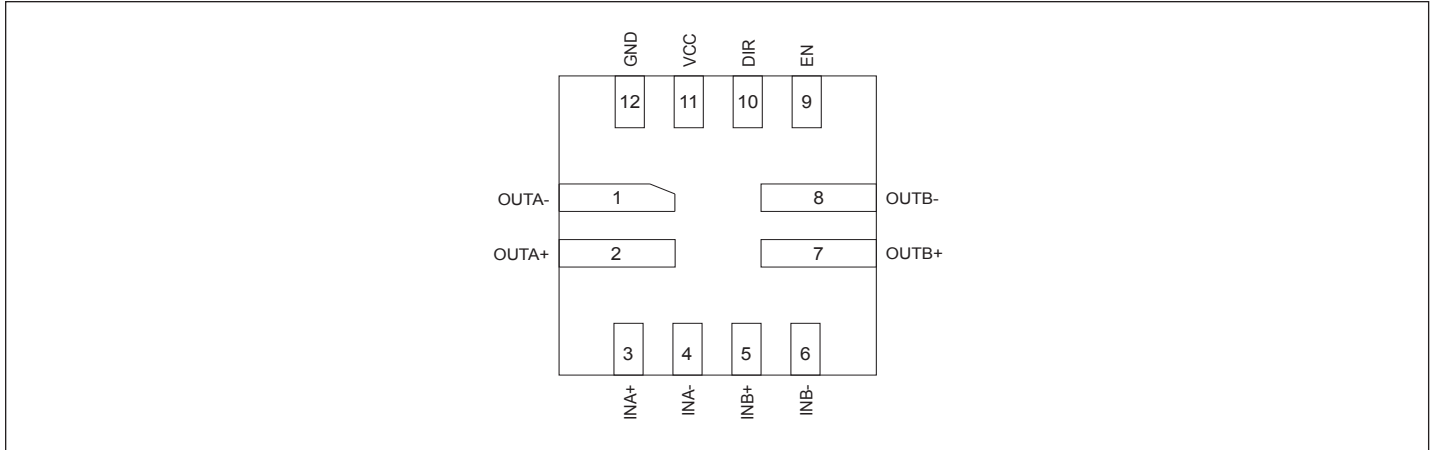 GND VCC DIR EN
12 11 10 9
OUTA- 1 8 OUTB-
OUTA+ 2 7 OUTB+
3 4 5 6
INA+ INA- INB+ INB-